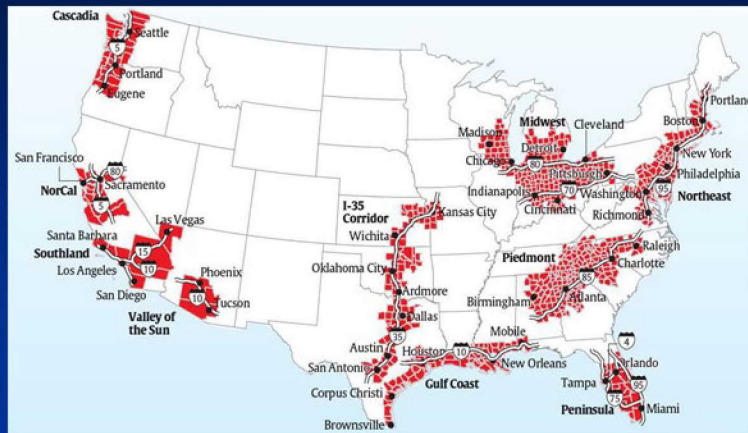 Cascadia
Seattle
5
Portland
Eugene
San Francisco
80
Sacramento
NorCal
5
Las Vegas
Santa Barbara
15
Southland
10
Los Angeles
San Diego
Phoenix
10
Tucson
Valley of
the Sun
I-35
Corridor
Kansas City
Wichita
Oklahoma City
Ardmore
Dallas
35
Austin
San Antonio
Corpus Christi
Brownsville
Houston
10
Mobile
New Orleans
Gulf Coast
Midwest
Madison
Detroit
Cleveland
Chicago
80
Pittsburgh
Indianapolis
70
Cincinnati
Portland
Boston
New York
Philadelphia
95
Washington
Northeast
Richmond
Piedmont
Raleigh
Charlotte
85
Birmingham
Atlanta
4
Orlando
Tampa
95
75
Peninsula
Miami